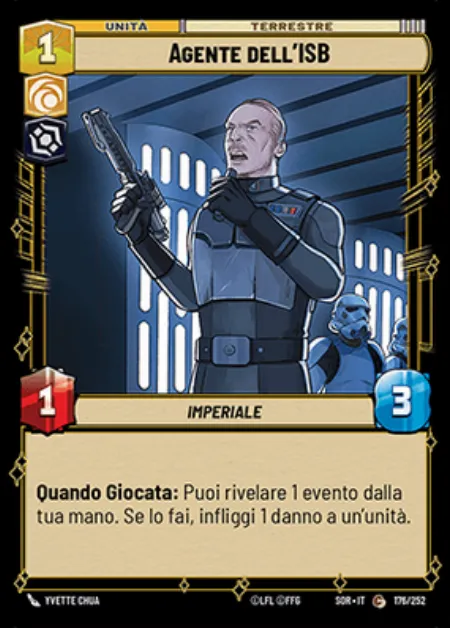 1
UNITÀ
TERRESTRE
AGENTE DELL'ISB
1
IMPERIALE
3
Quando Giocata: Puoi rivelare 1 evento dalla
tua mano. Se lo fai, infliggi 1 danno a un'unità.
YVETTE CHUA
©LFL ©FFG
SOR•IT
C
176/252